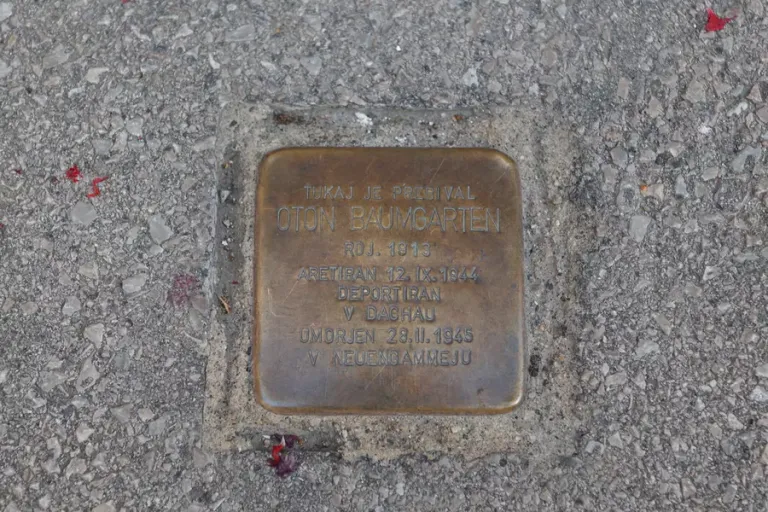 TUKAJ JE PREBIVAL
OTON BAUMGARTEN
ROJ. 1913
ARETIRAN 12.IX.1944
DEPORTIRAN
V DACHAU
UMORJEN 28.II.1945
V NEUENGAMMEJU